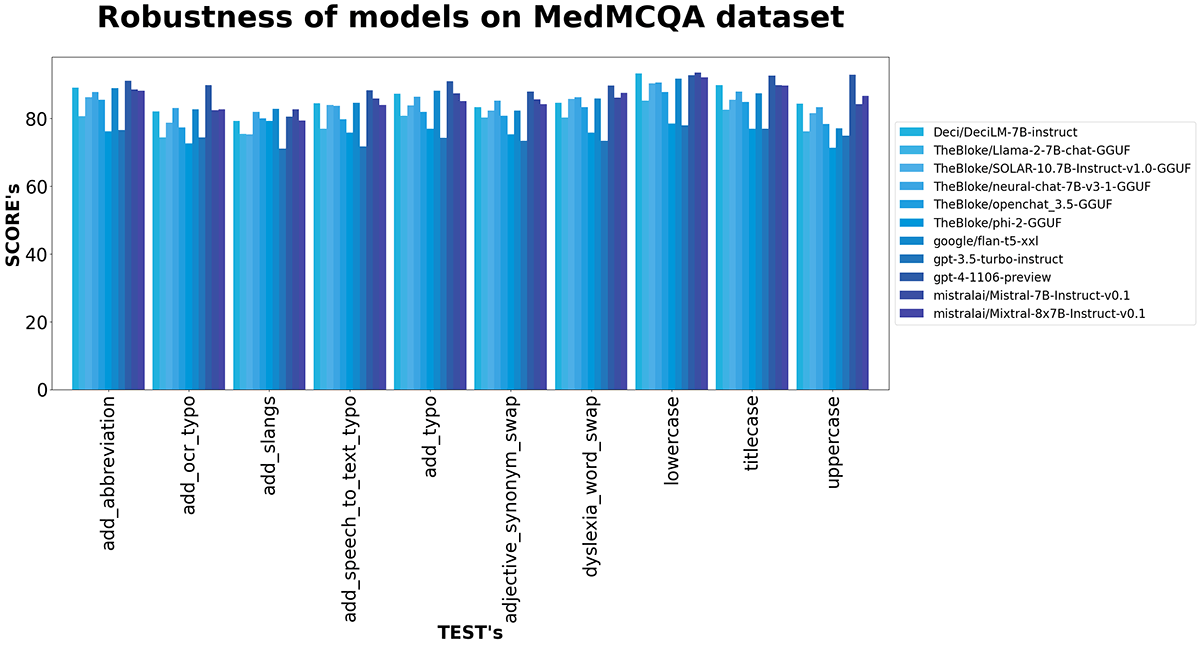 Robustness of models on MedMCQA dataset
SCORE's
80
60
40
20
0
add_abbreviation
add_ocr_typo
add_slangs
add_speech_to_text_typo
add_typo
adjective_synonym_swap
dyslexia_word_swap
lowercase
titlecase
uppercase
TEST's
Deci/DeciLM-7B-instruct
TheBloke/Llama-2-7B-chat-GGUF
TheBloke/SOLAR-10.7B-Instruct-v1.0-GGUF
TheBloke/neural-chat-7B-v3-1-GGUF
TheBloke/openchat_3.5-GGUF
TheBloke/phi-2-GGUF
google/flan-t5-xxl
gpt-3.5-turbo-instruct
gpt-4-1106-preview
mistralai/Mistral-7B-Instruct-v0.1
mistralai/Mixtral-8x7B-Instruct-v0.1